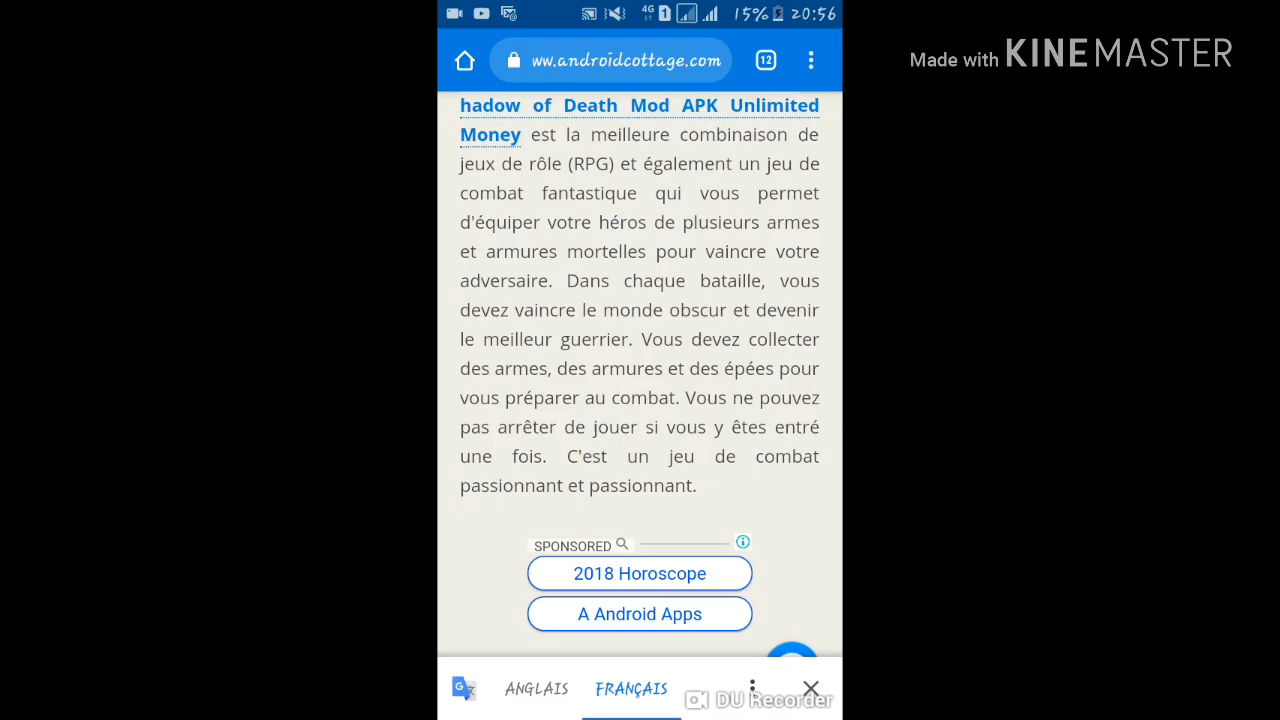 4G 1 15% 20:56
Made with KINEMASTER
ww.androidcottage.com 12
hadow of Death Mod APK Unlimited
Money est la meilleure combinaison de
jeux de rôle (RPG) et également un jeu de
combat fantastique qui vous permet
d'équiper votre héros de plusieurs armes
et armures mortelles pour vaincre votre
adversaire. Dans chaque bataille, vous
devez vaincre le monde obscur et devenir
le meilleur guerrier. Vous devez collecter
des armes, des armures et des épées pour
vous préparer au combat. Vous ne pouvez
pas arrêter de jouer si vous y êtes entré
une fois. C'est un jeu de combat
passionnant et passionnant.
SPONSORED
2018 Horoscope
A Android Apps
ANGLAIS FRANÇAIS
DU Recorder